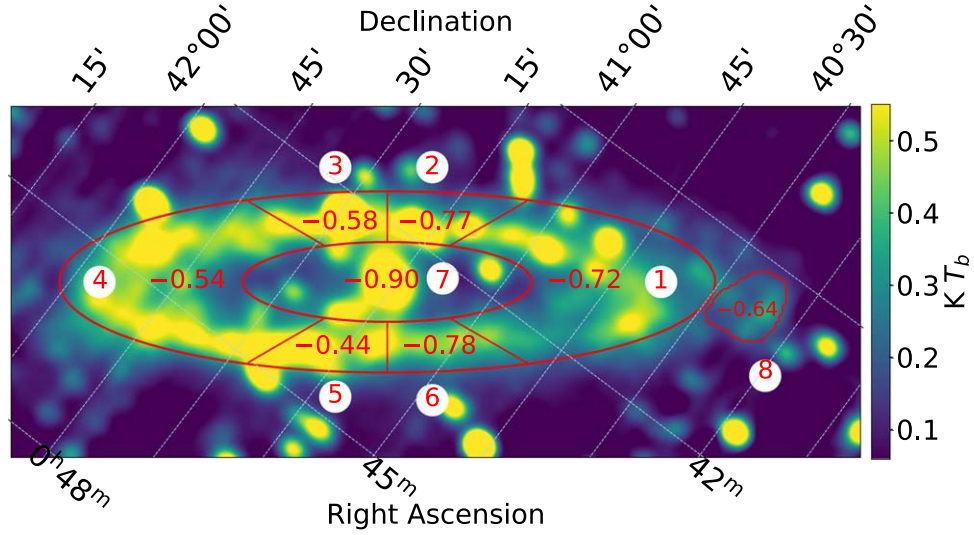 Declination
15' 42°00' 45' 30' 15' 41°00' 45' 40°30'
3 2
−0.58 −0.77
4 −0.54 −0.90 7 −0.72 1
−0.64
−0.44 −0.78
8
5 6
0.5
0.4
0.3
0.2
0.1
K T_b
0ʰ48ᵐ 45ᵐ 42ᵐ
Right Ascension